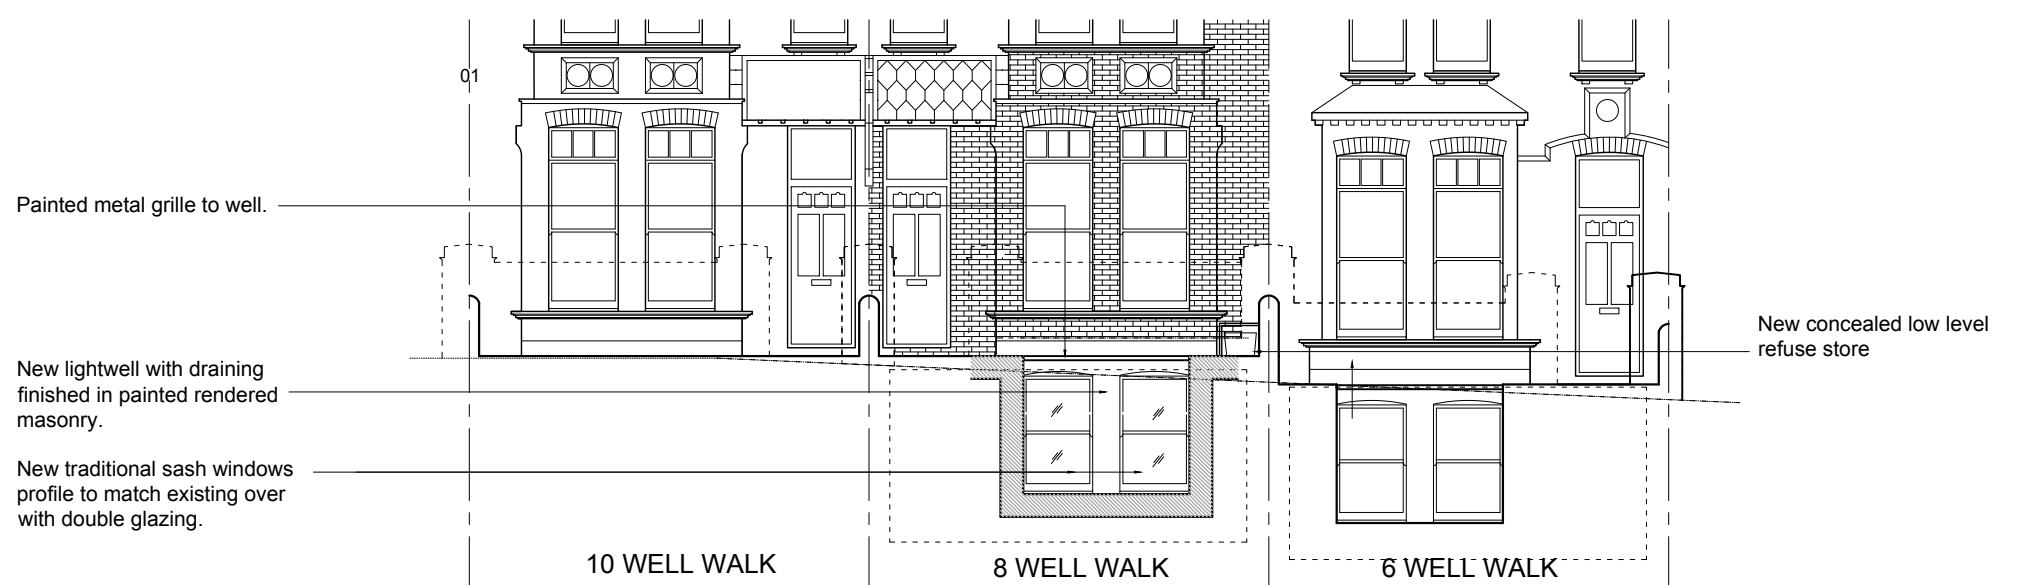 01
Painted metal grille to well.
New concealed low level
refuse store
New lightwell with draining
finished in painted rendered
masonry.
New traditional sash windows
profile to match existing over
with double glazing.
10 WELL WALK
8 WELL WALK
6 WELL WALK